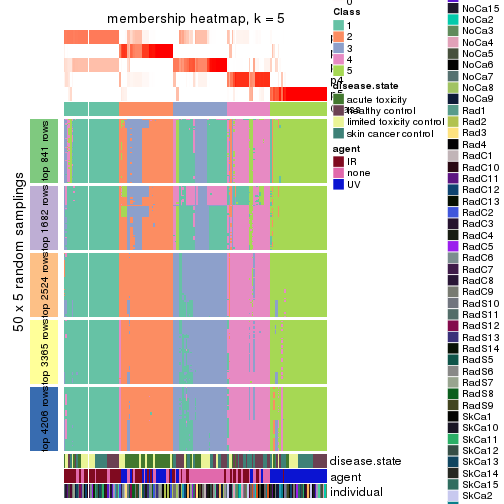 membership heatmap, k = 5
50 x 5 random samplings
top 841 rows
top 1682 rows
top 2524 rows
top 3365 rows
top 4206 rows
disease.state
agent
individual
Class
1
2
3
4
5
disease.state
acute toxicity
healthy control
limited toxicity control
skin cancer control
agent
IR
none
UV
NoCa15
NoCa2
NoCa3
NoCa4
NoCa5
NoCa6
NoCa7
NoCa8
NoCa9
Rad1
Rad2
Rad3
Rad4
RadC1
RadC10
RadC11
RadC12
RadC13
RadC2
RadC3
RadC4
RadC5
RadC6
RadC7
RadC8
RadC9
RadS10
RadS11
RadS12
RadS13
RadS14
RadS5
RadS6
RadS7
RadS8
RadS9
SkCa1
SkCa10
SkCa11
SkCa12
SkCa13
SkCa14
SkCa15
SkCa2